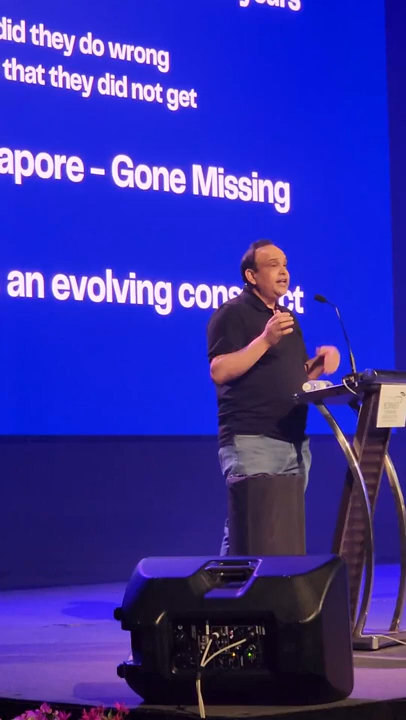 did they do wrong
that they did not get
apore – Gone Missing
an evolving